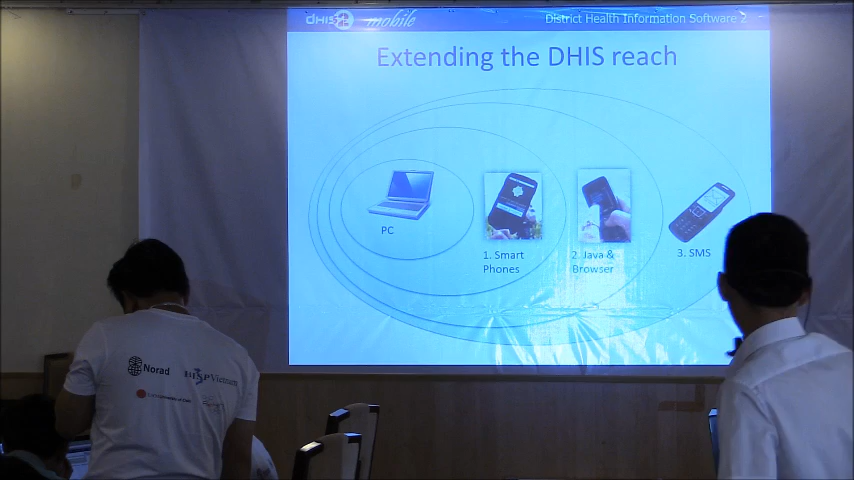 dhis2 mobile
District Health Information Software 2
Extending the DHIS reach
PC
1. Smart
Phones
2. Java &
Browser
3. SMS
Norad
BISP Vietnam